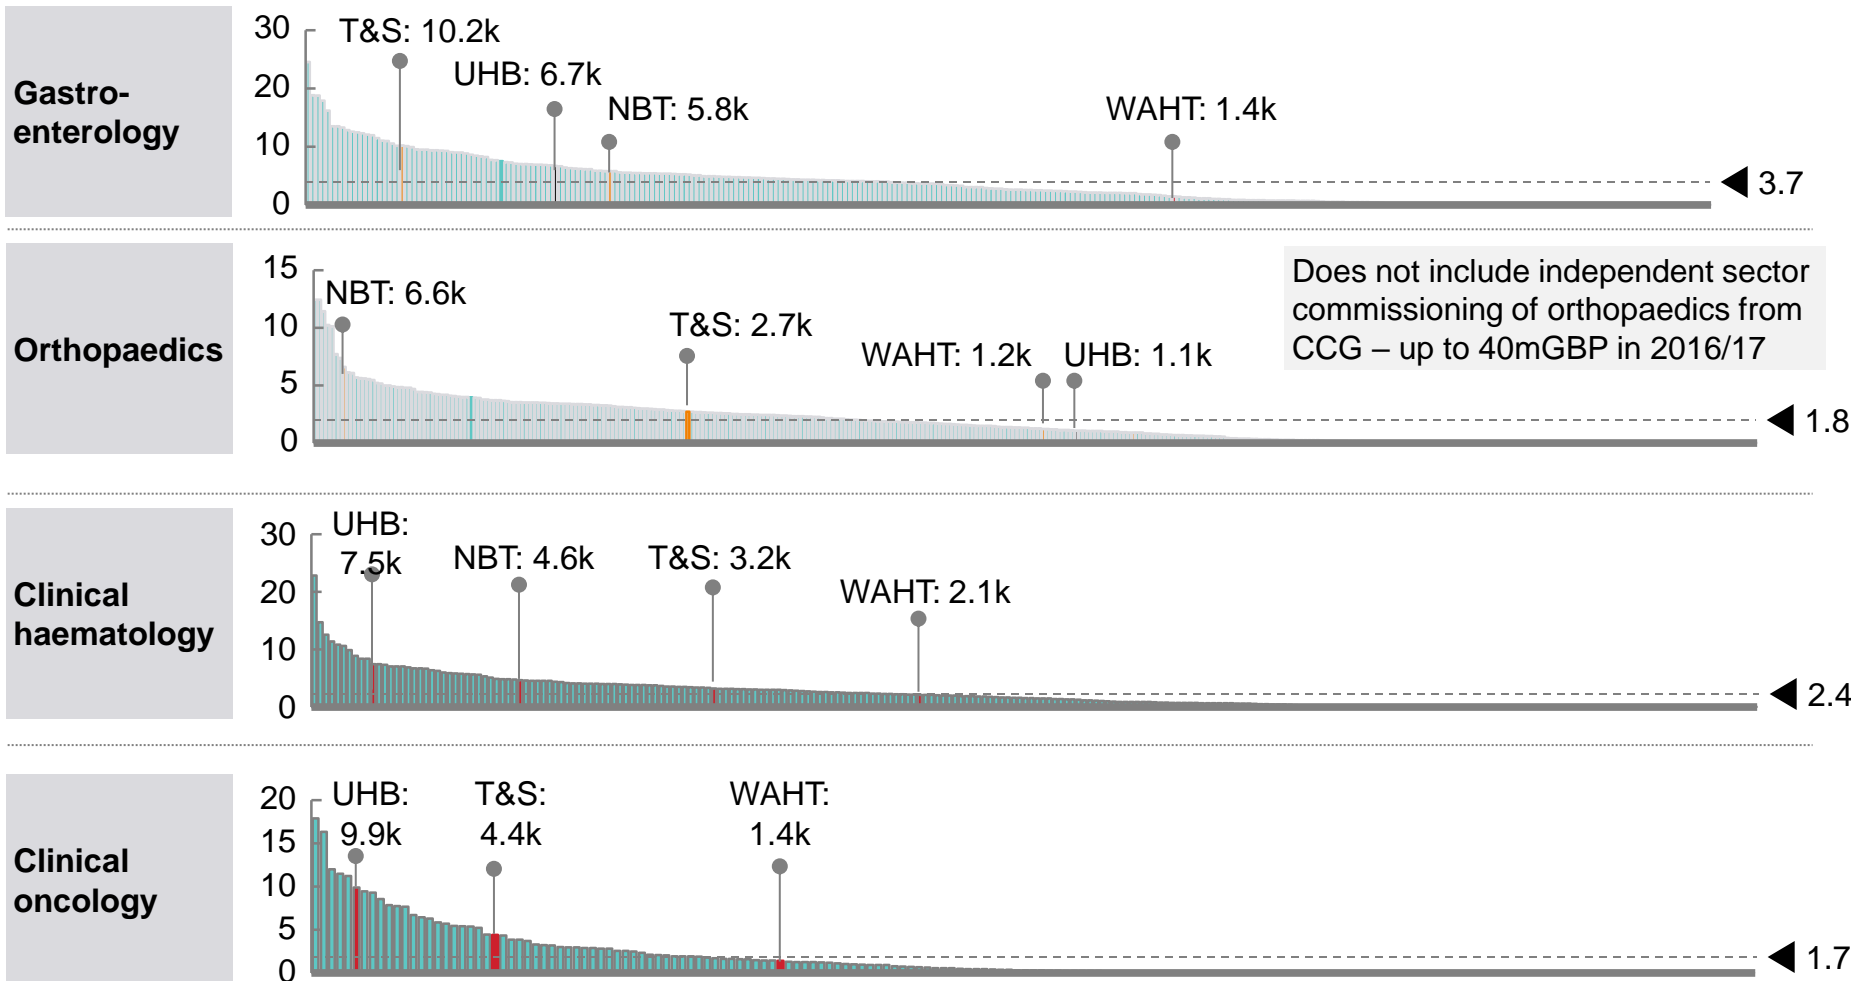 Gastro-
enterology
30
20
10
0
T&S: 10.2k
UHB: 6.7k
NBT: 5.8k
WAHT: 1.4k
3.7
Orthopaedics
15
10
5
0
NBT: 6.6k
T&S: 2.7k
WAHT: 1.2k
UHB: 1.1k
Does not include independent sector
commissioning of orthopaedics from
CCG – up to 40mGBP in 2016/17
1.8
Clinical
haematology
30
20
10
0
UHB:
7.5k
NBT: 4.6k
T&S: 3.2k
WAHT: 2.1k
2.4
Clinical
oncology
20
15
10
5
0
UHB:
9.9k
T&S:
4.4k
WAHT:
1.4k
1.7